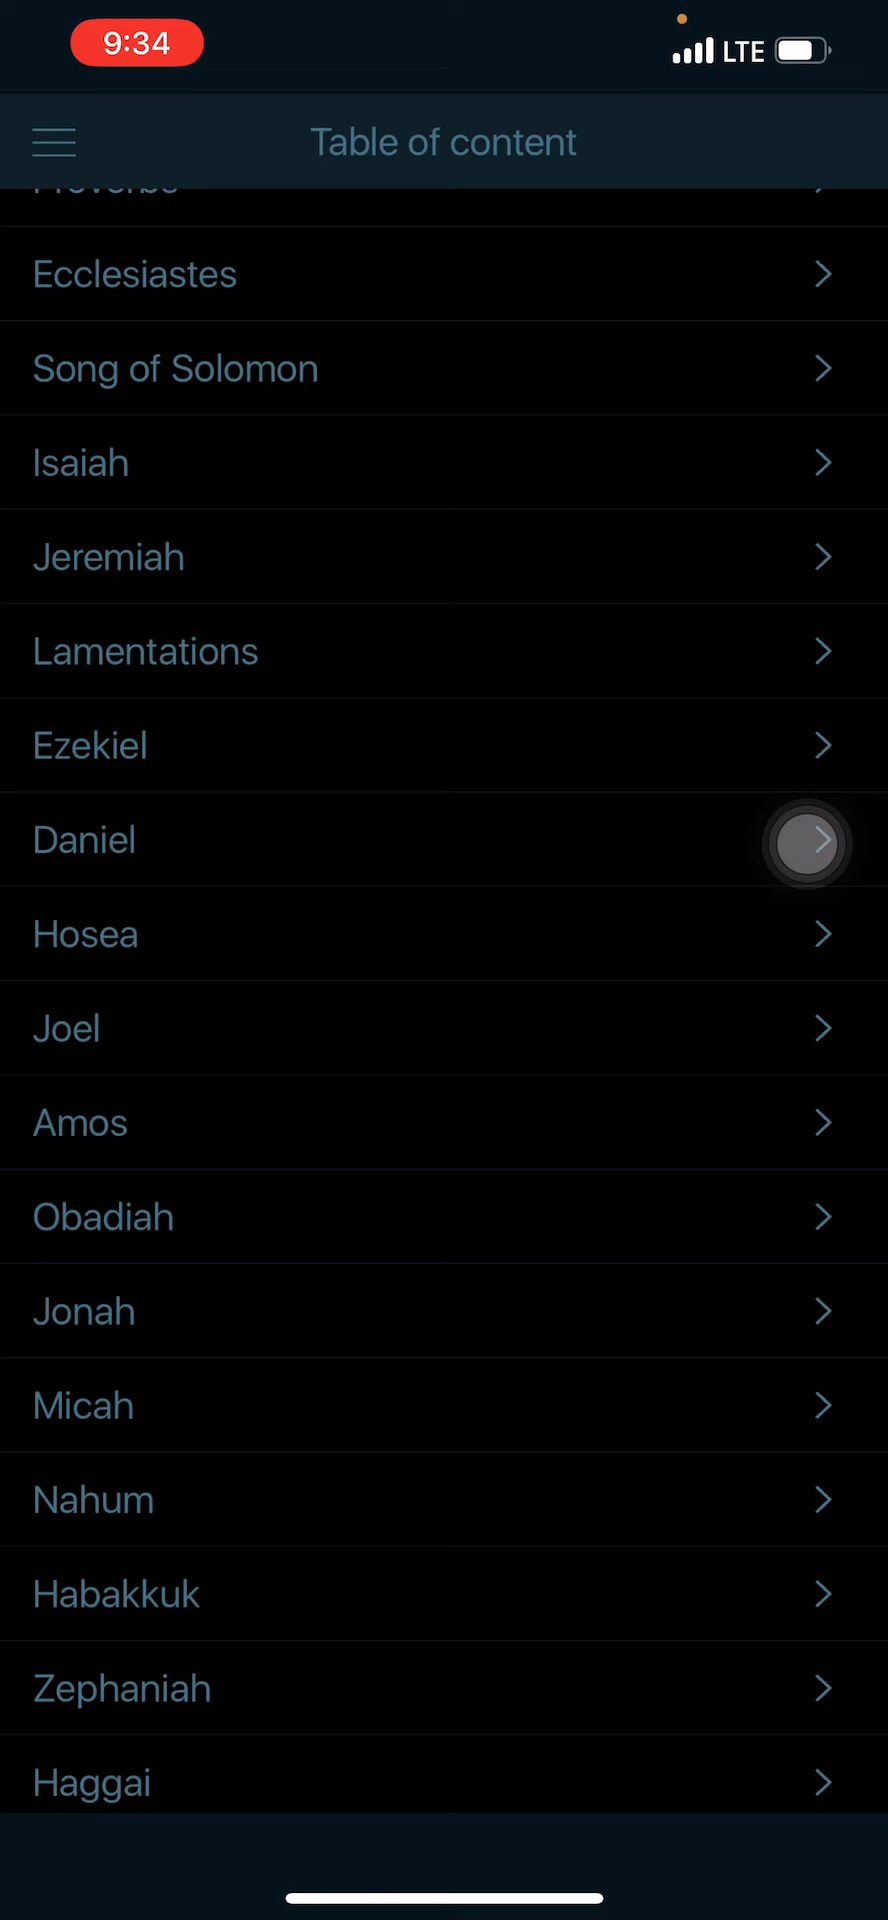 9:34
LTE
Table of content
Proverbs
Ecclesiastes
Song of Solomon
Isaiah
Jeremiah
Lamentations
Ezekiel
Daniel
Hosea
Joel
Amos
Obadiah
Jonah
Micah
Nahum
Habakkuk
Zephaniah
Haggai